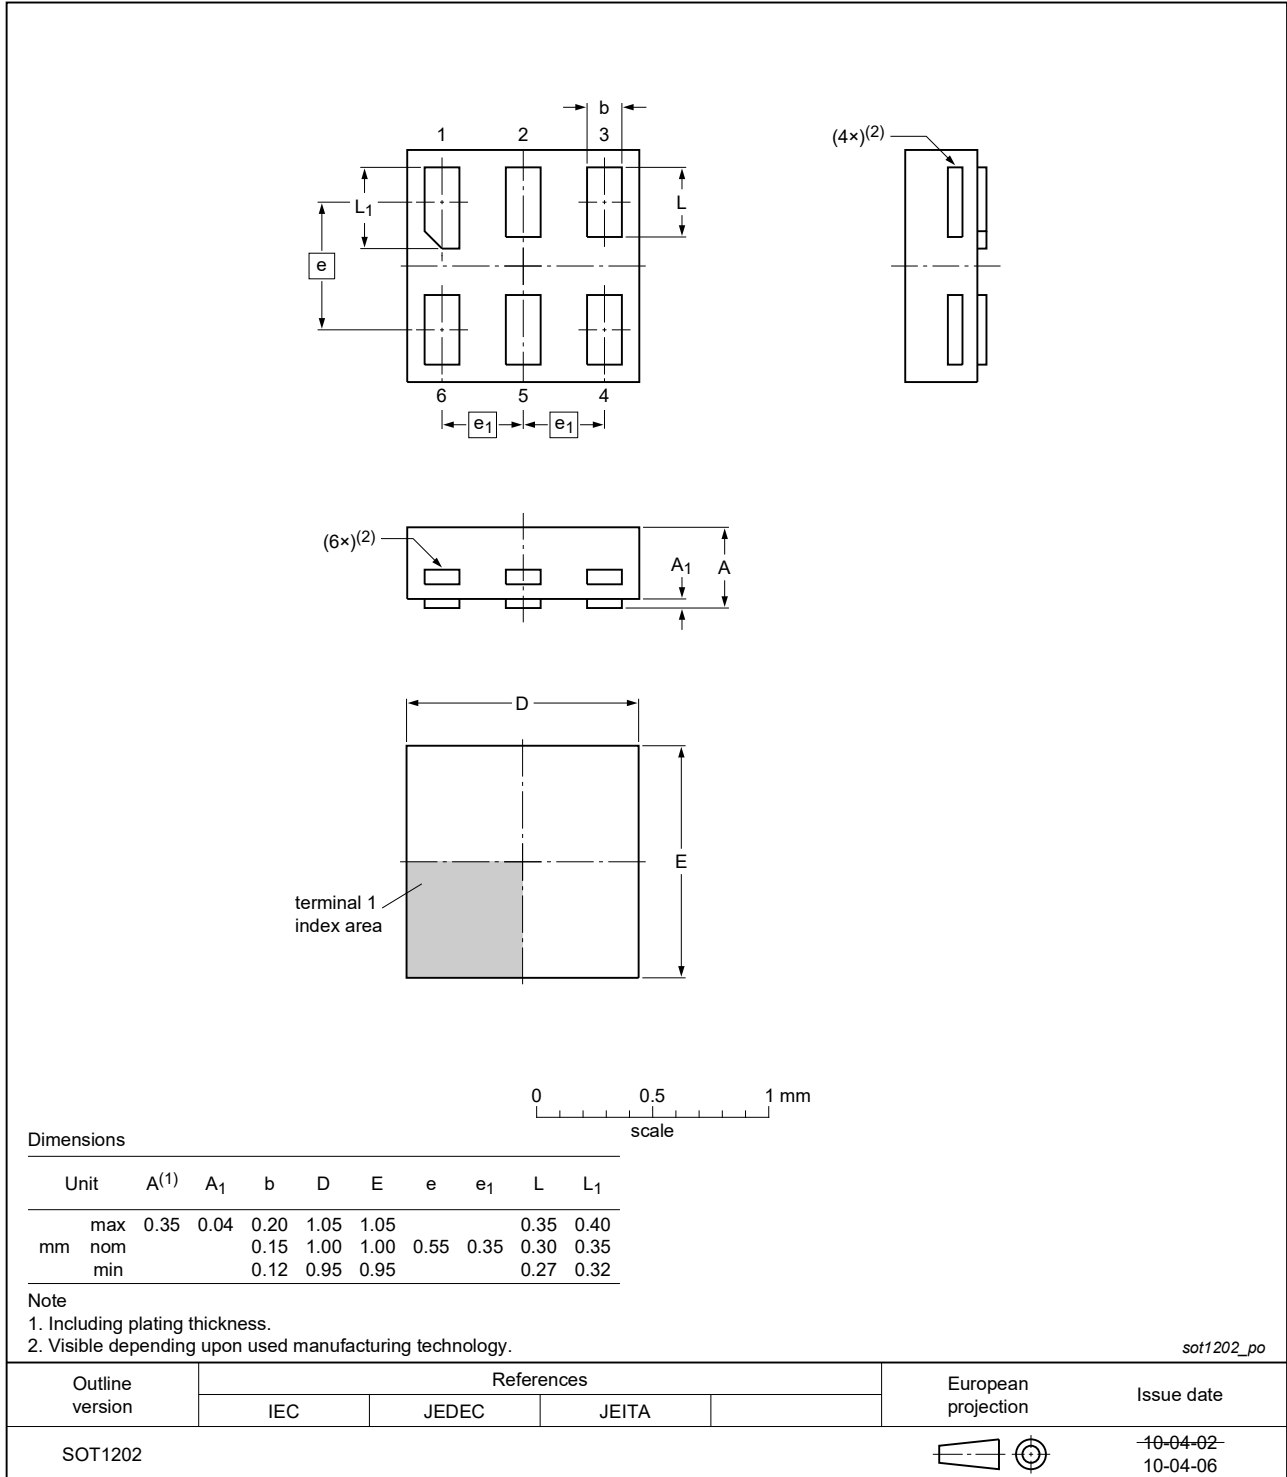 b
1 2 3
(4×)(2)
L1
L
e
6 5 4
e1 e1
(6×)(2)
A1 A
D
E
terminal 1
index area
0 0.5 1 mm
scale
Dimensions
Unit A(1) A1 b D E e e1 L L1
max 0.35 0.04 0.20 1.05 1.05 0.35 0.40
mm nom 0.15 1.00 1.00 0.55 0.35 0.30 0.35
min 0.12 0.95 0.95 0.27 0.32
Note
1. Including plating thickness.
2. Visible depending upon used manufacturing technology.
sot1202_po
Outline
version
References
IEC JEDEC JEITA
European
projection
Issue date
SOT1202
10-04-02
10-04-06